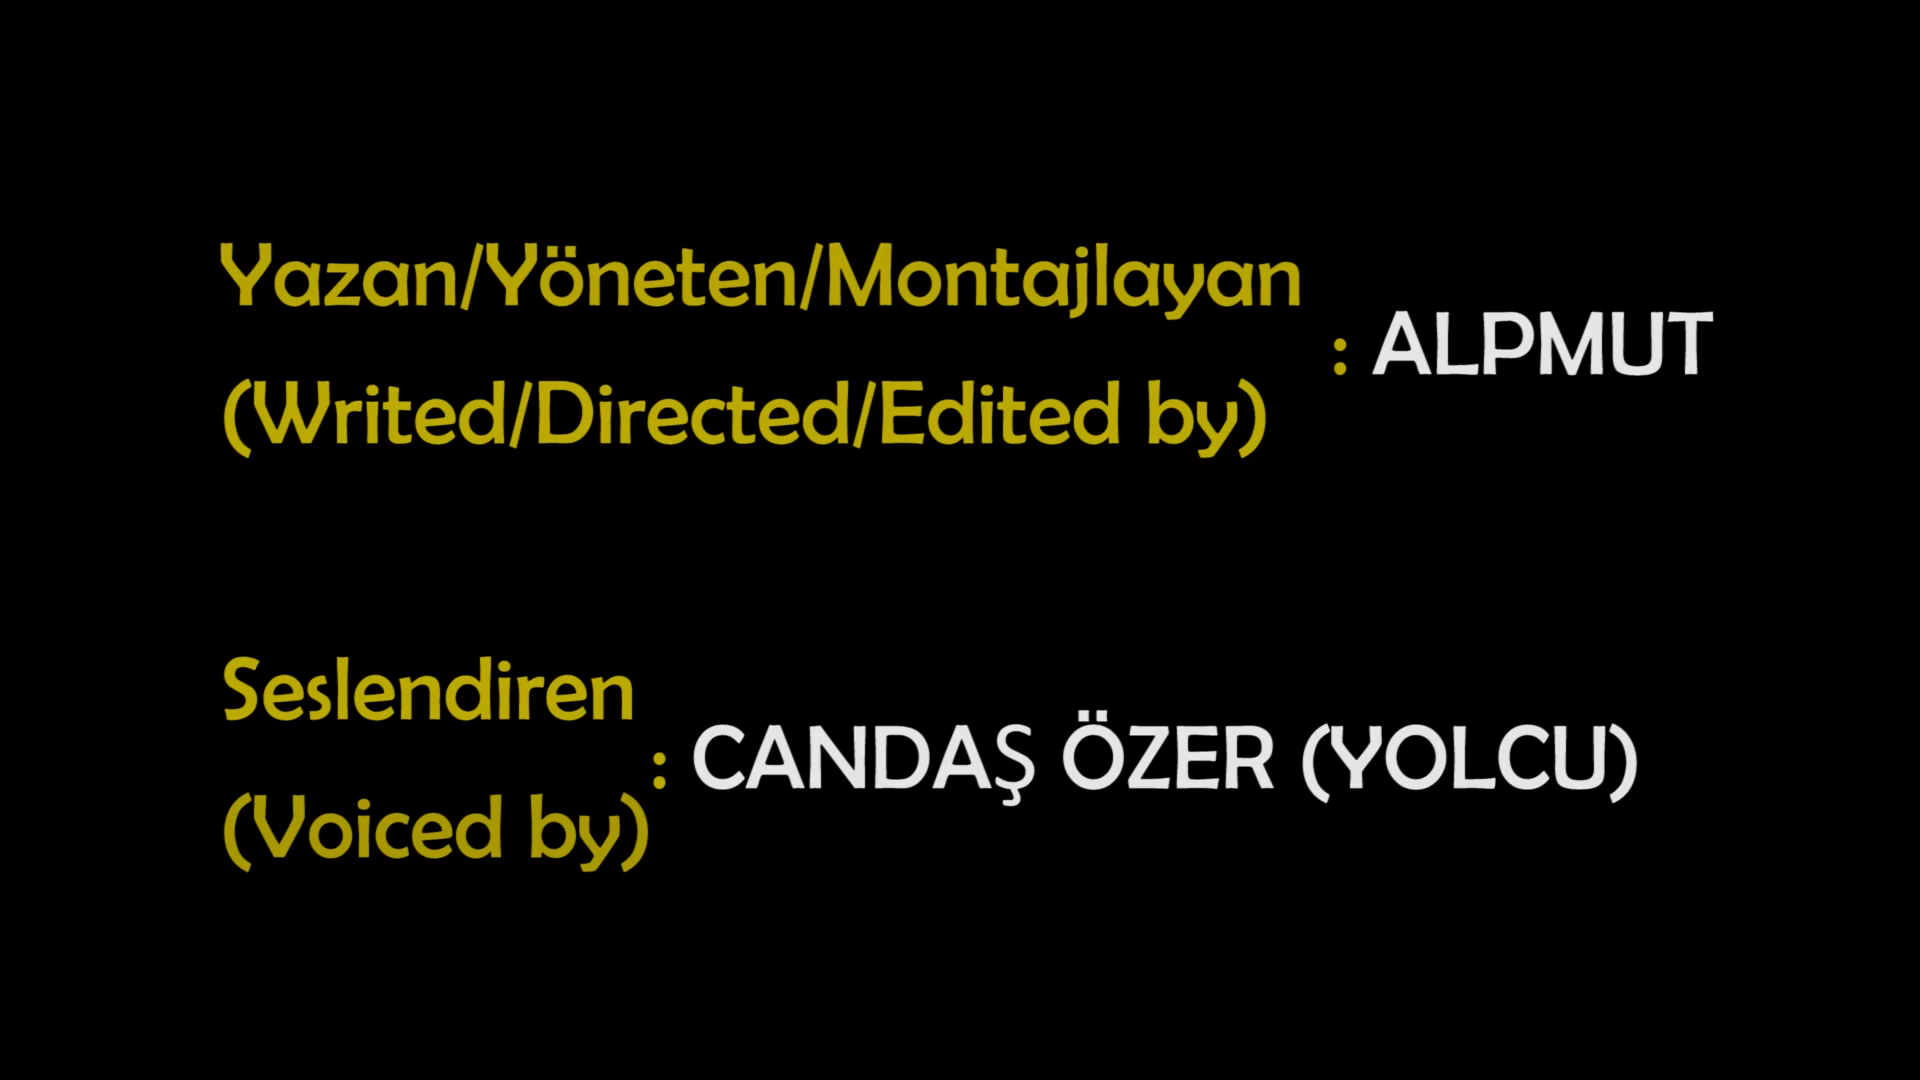 Yazan/Yöneten/Montajlayan
: ALPMUT
(Writed/Directed/Edited by)
Seslendiren
: CANDAŞ ÖZER (YOLCU)
(Voiced by)